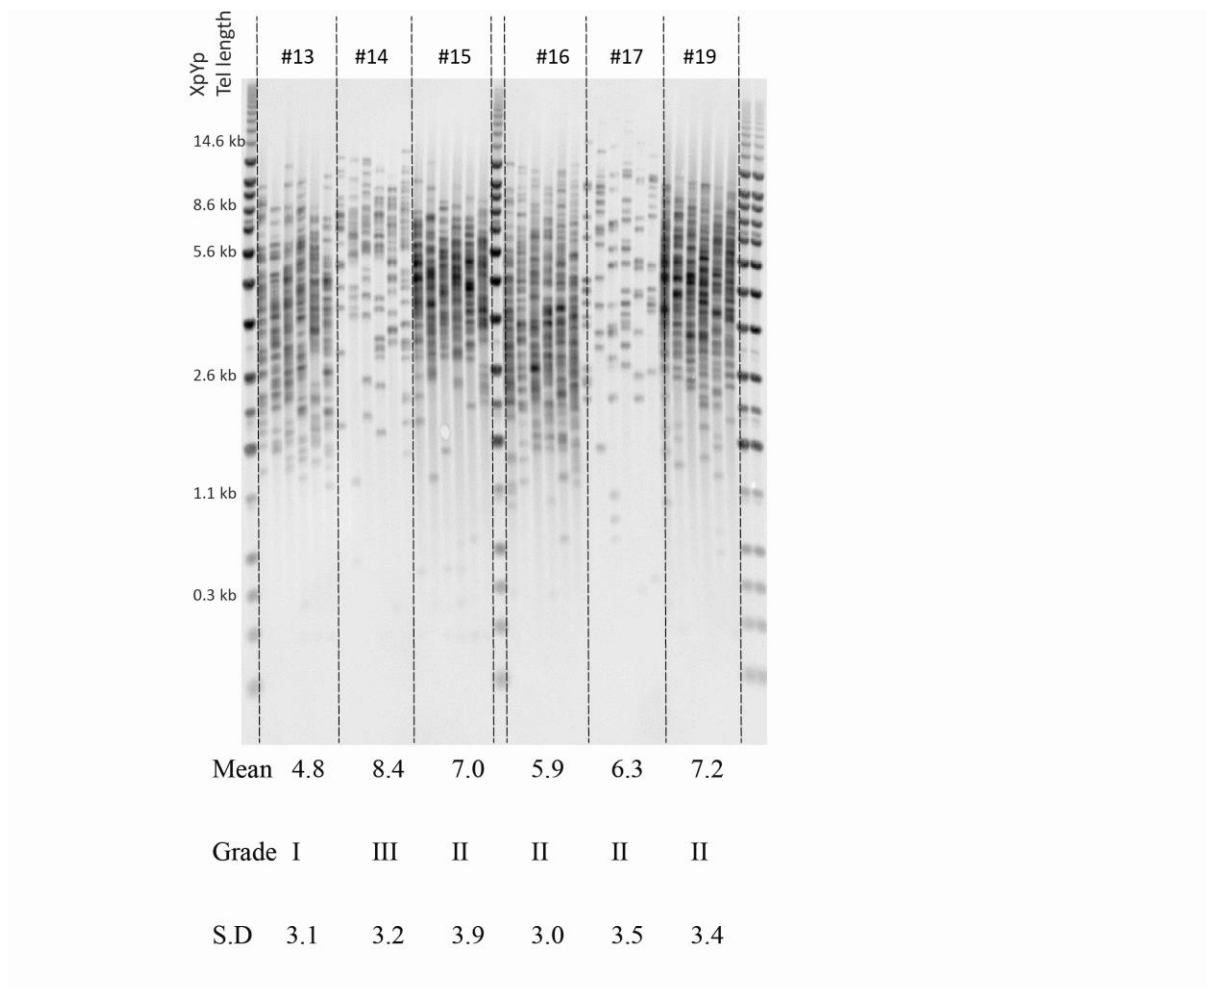 XpYp
Tel length
#13 #14 #15 #16 #17 #19
14.6 kb
8.6 kb
5.6 kb
2.6 kb
1.1 kb
0.3 kb
Mean 4.8 8.4 7.0 5.9 6.3 7.2
Grade I III II II II II
S.D 3.1 3.2 3.9 3.0 3.5 3.4